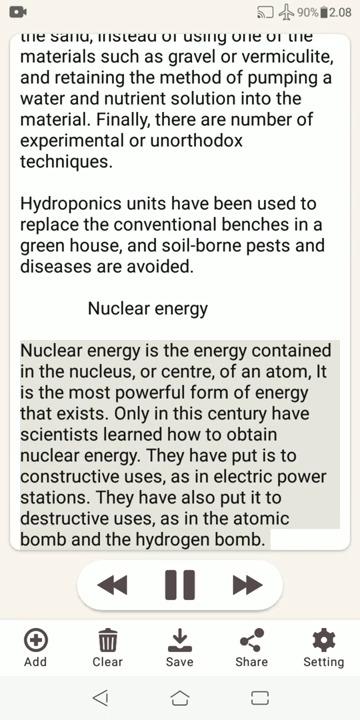 90% 2.08
the sand, instead of using one of the
materials such as gravel or vermiculite,
and retaining the method of pumping a
water and nutrient solution into the
material. Finally, there are number of
experimental or unorthodox
techniques.
Hydroponics units have been used to
replace the conventional benches in a
green house, and soil-borne pests and
diseases are avoided.
Nuclear energy
Nuclear energy is the energy contained
in the nucleus, or centre, of an atom, It
is the most powerful form of energy
that exists. Only in this century have
scientists learned how to obtain
nuclear energy. They have put is to
constructive uses, as in electric power
stations. They have also put it to
destructive uses, as in the atomic
bomb and the hydrogen bomb.
Add Clear Save Share Setting